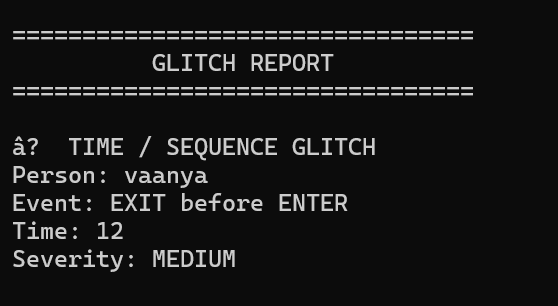 =================================
GLITCH REPORT
=================================
â?  TIME / SEQUENCE GLITCH
Person: vaanya
Event: EXIT before ENTER
Time: 12
Severity: MEDIUM